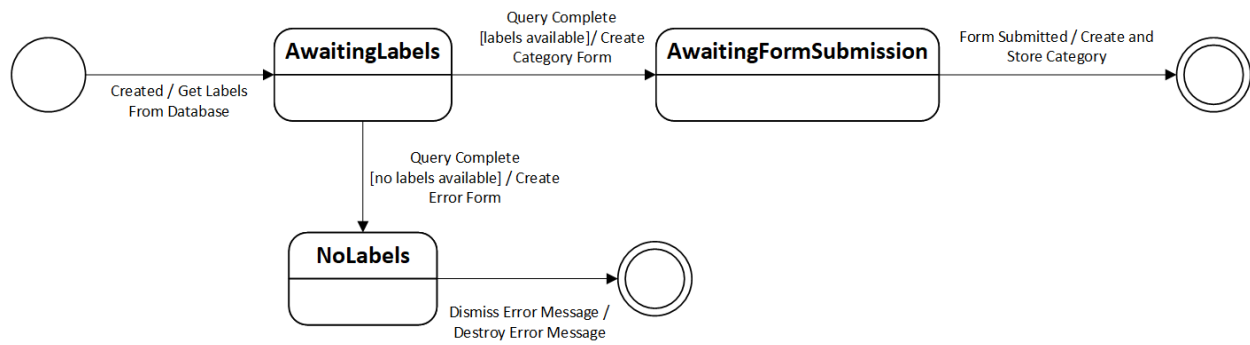 Query Complete
[labels available]/ Create
Category Form
AwaitingLabels
AwaitingFormSubmission
Form Submitted / Create and
Store Category
Created / Get Labels
From Database
Query Complete
[no labels available] / Create
Error Form
NoLabels
Dismiss Error Message /
Destroy Error Message